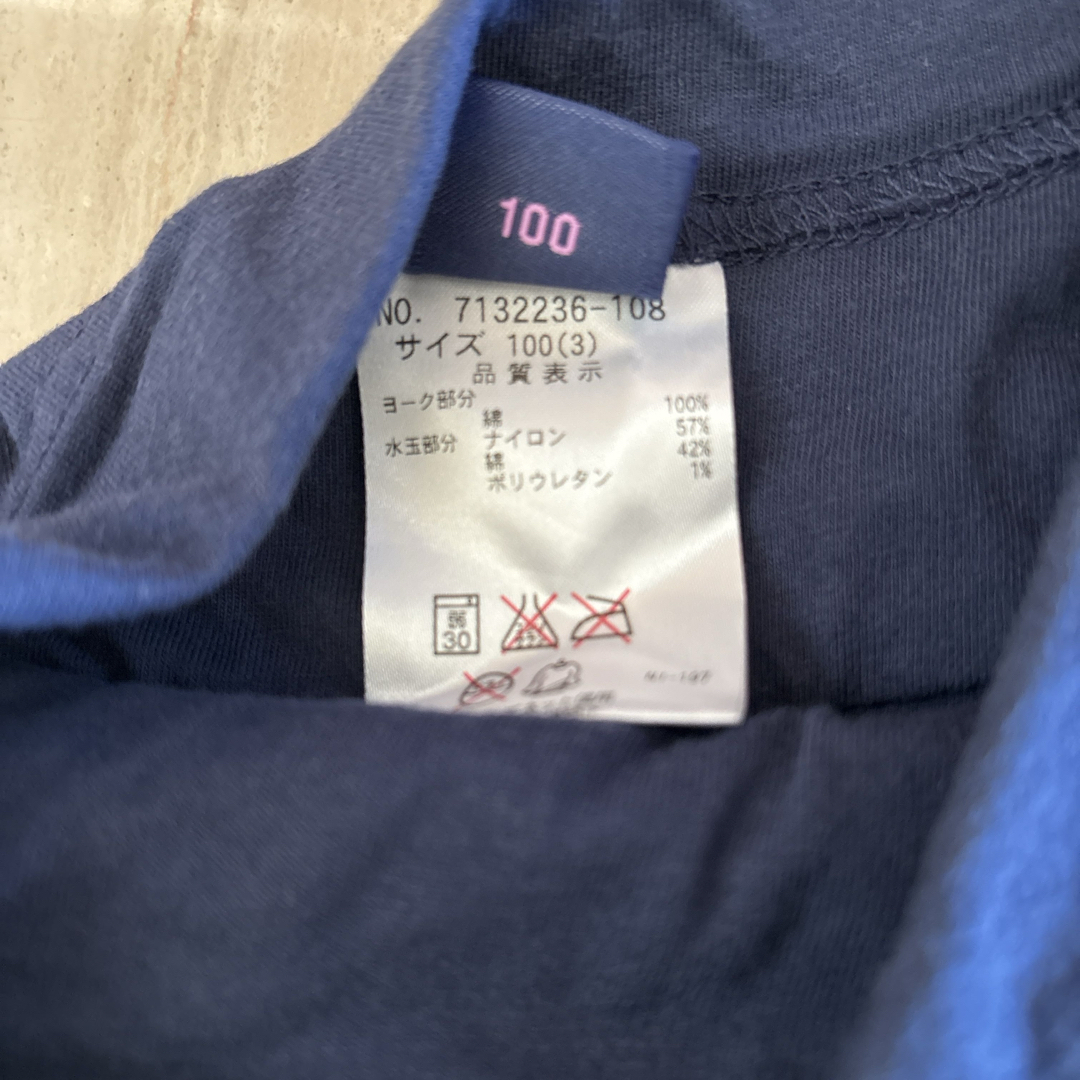 100
NO. 7132236-108
サイズ 100(3)
品質表示
ヨーク部分
綿 100%
水玉部分 ナイロン 57%
綿 42%
ポリウレタン 1%
弱
30